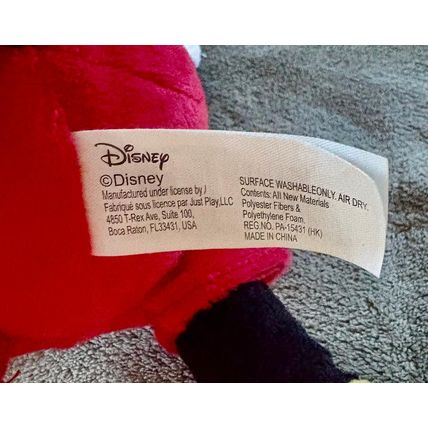 Disney
©Disney
Manufactured under license by J
Fabriqué sous licence par Just Play,LLC
4850 T-Rex Ave, Suite 100,
Boca Raton, FL33431, USA
SURFACE WASHABLEONLY. AIR DRY.
Contents: All New Materials
Polyester Fibers &
Polyethylene Foam,
REG.NO. PA-15431 (HK)
MADE IN CHINA